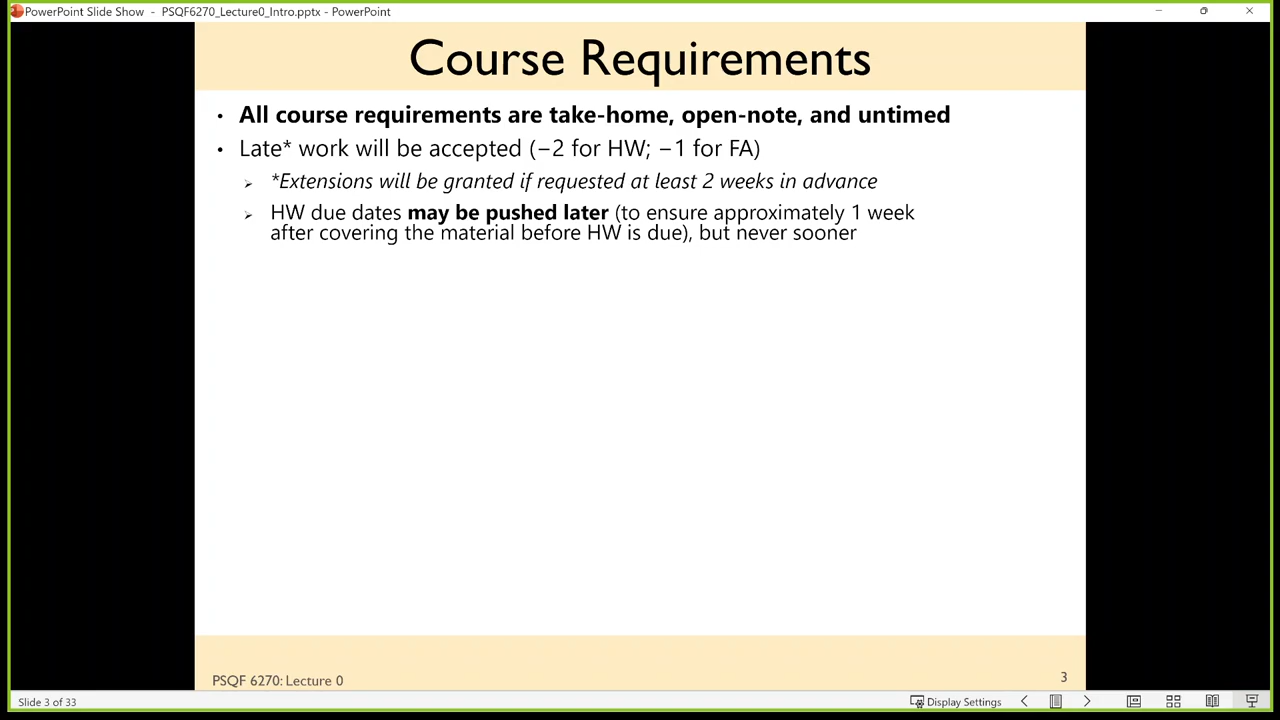 PowerPoint Slide Show - PSQF6270_Lecture0_Intro.pptx - PowerPoint
Course Requirements
• All course requirements are take-home, open-note, and untimed
• Late* work will be accepted (−2 for HW; −1 for FA)
➢ *Extensions will be granted if requested at least 2 weeks in advance
➢ HW due dates may be pushed later (to ensure approximately 1 week
after covering the material before HW is due), but never sooner
PSQF 6270: Lecture 0
3
Slide 3 of 33
Display Settings